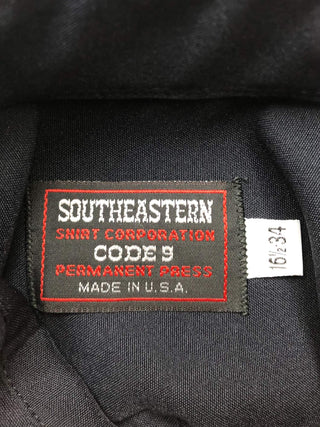 SOUTHEASTERN
SHIRT CORPORATION
CODE 9
PERMANENT PRESS
MADE IN U.S.A.
16½ 34